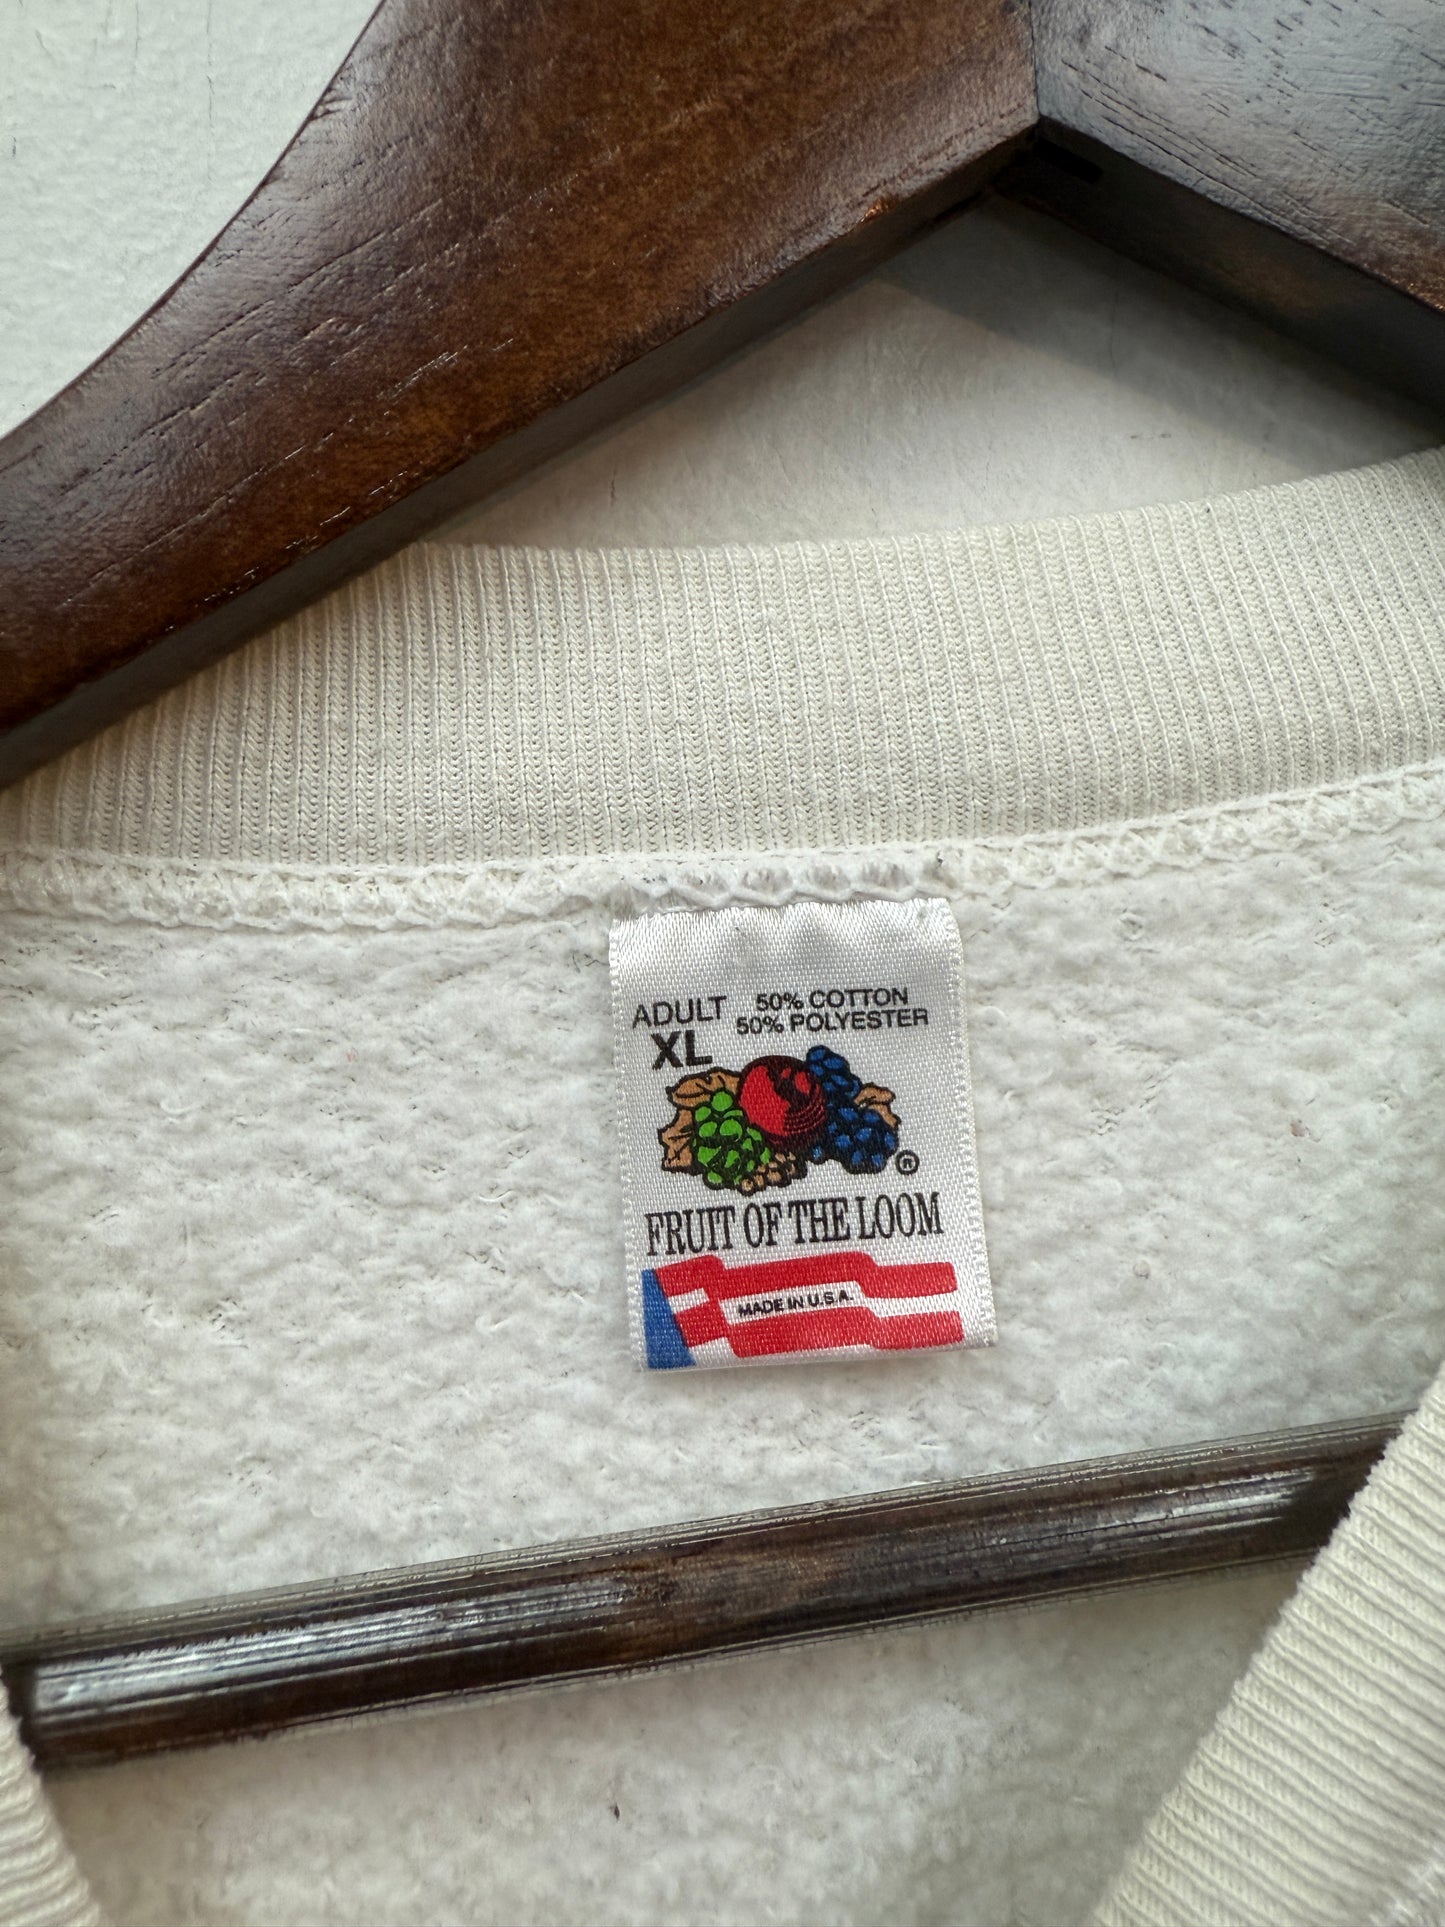 ADULT
XL
50% COTTON
50% POLYESTER
®
FRUIT OF THE LOOM
MADE IN U.S.A.